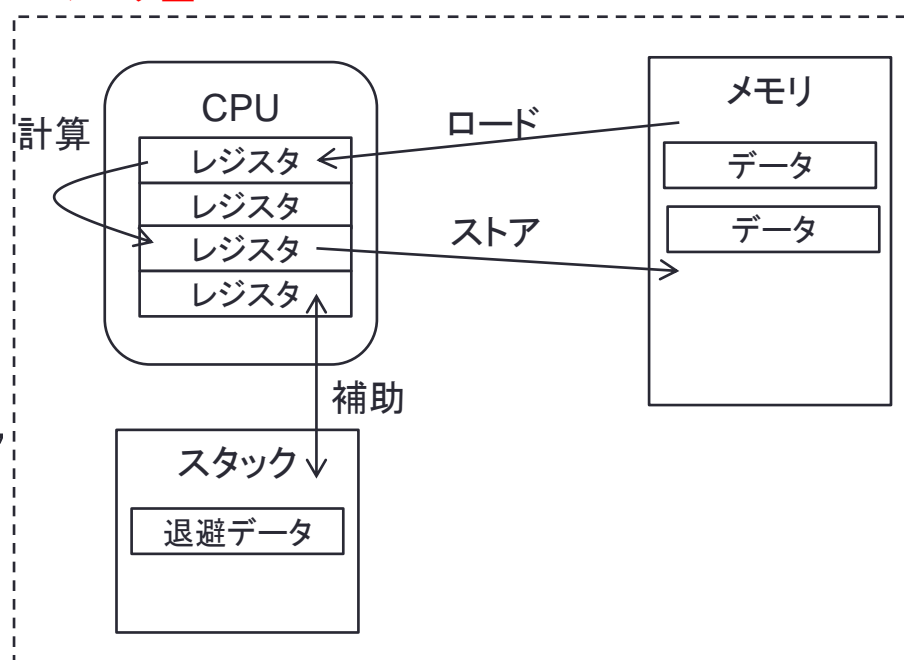 CPU
メモリ
計算
ロード
レジスタ
データ
レジスタ
データ
レジスタ
ストア
レジスタ
補助
スタック
退避データ